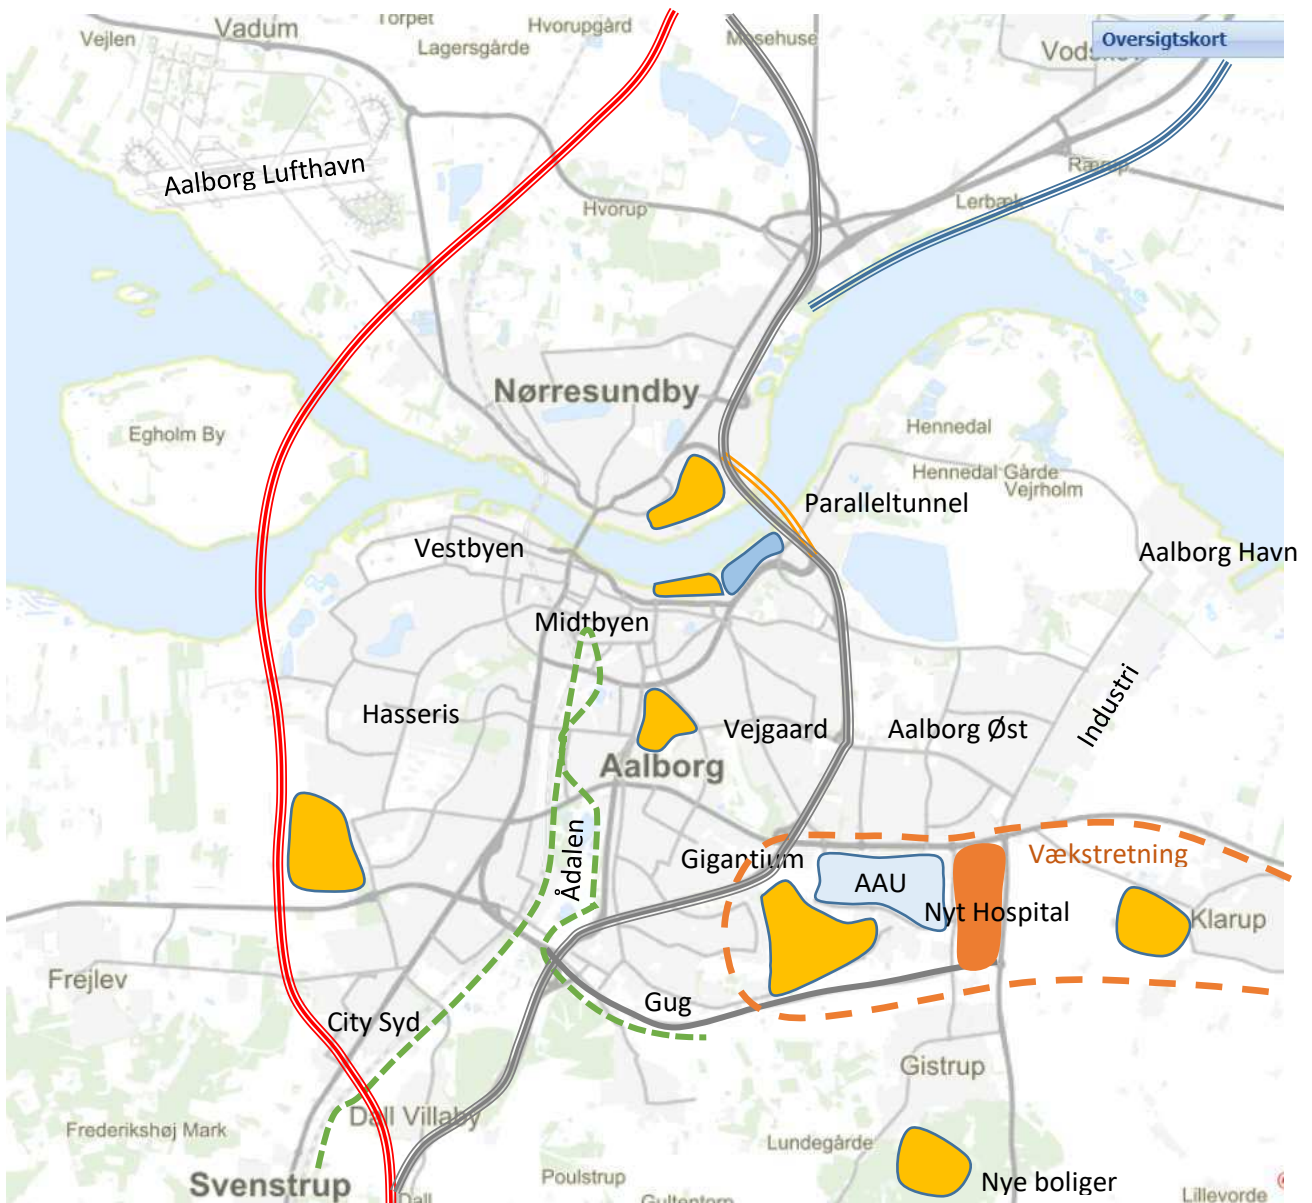 Torpet
Hvorupgård
Vadum
Vejlen
Lagersgårde
Mosehuse
Oversigtskort
Aalborg Lufthavn
Rærup
Lerbæk
Hvorup
Nørresundby
Egholm By
Hennedal
Hennedal Gårde
Vejrholm
Paralleltunnel
Vestbyen
Aalborg Havn
Midtbyen
Industri
Hasseris
Vejgaard
Aalborg Øst
Aalborg
Ådalen
Gigantium
Vækstretning
AAU
Nyt Hospital
Klarup
Frejlev
Gug
City Syd
Gistrup
Dall Villaby
Frederikshøj Mark
Lundegårde
Svenstrup
Poulstrup
Nye boliger
Dall
Gultentorp
Lillevorde